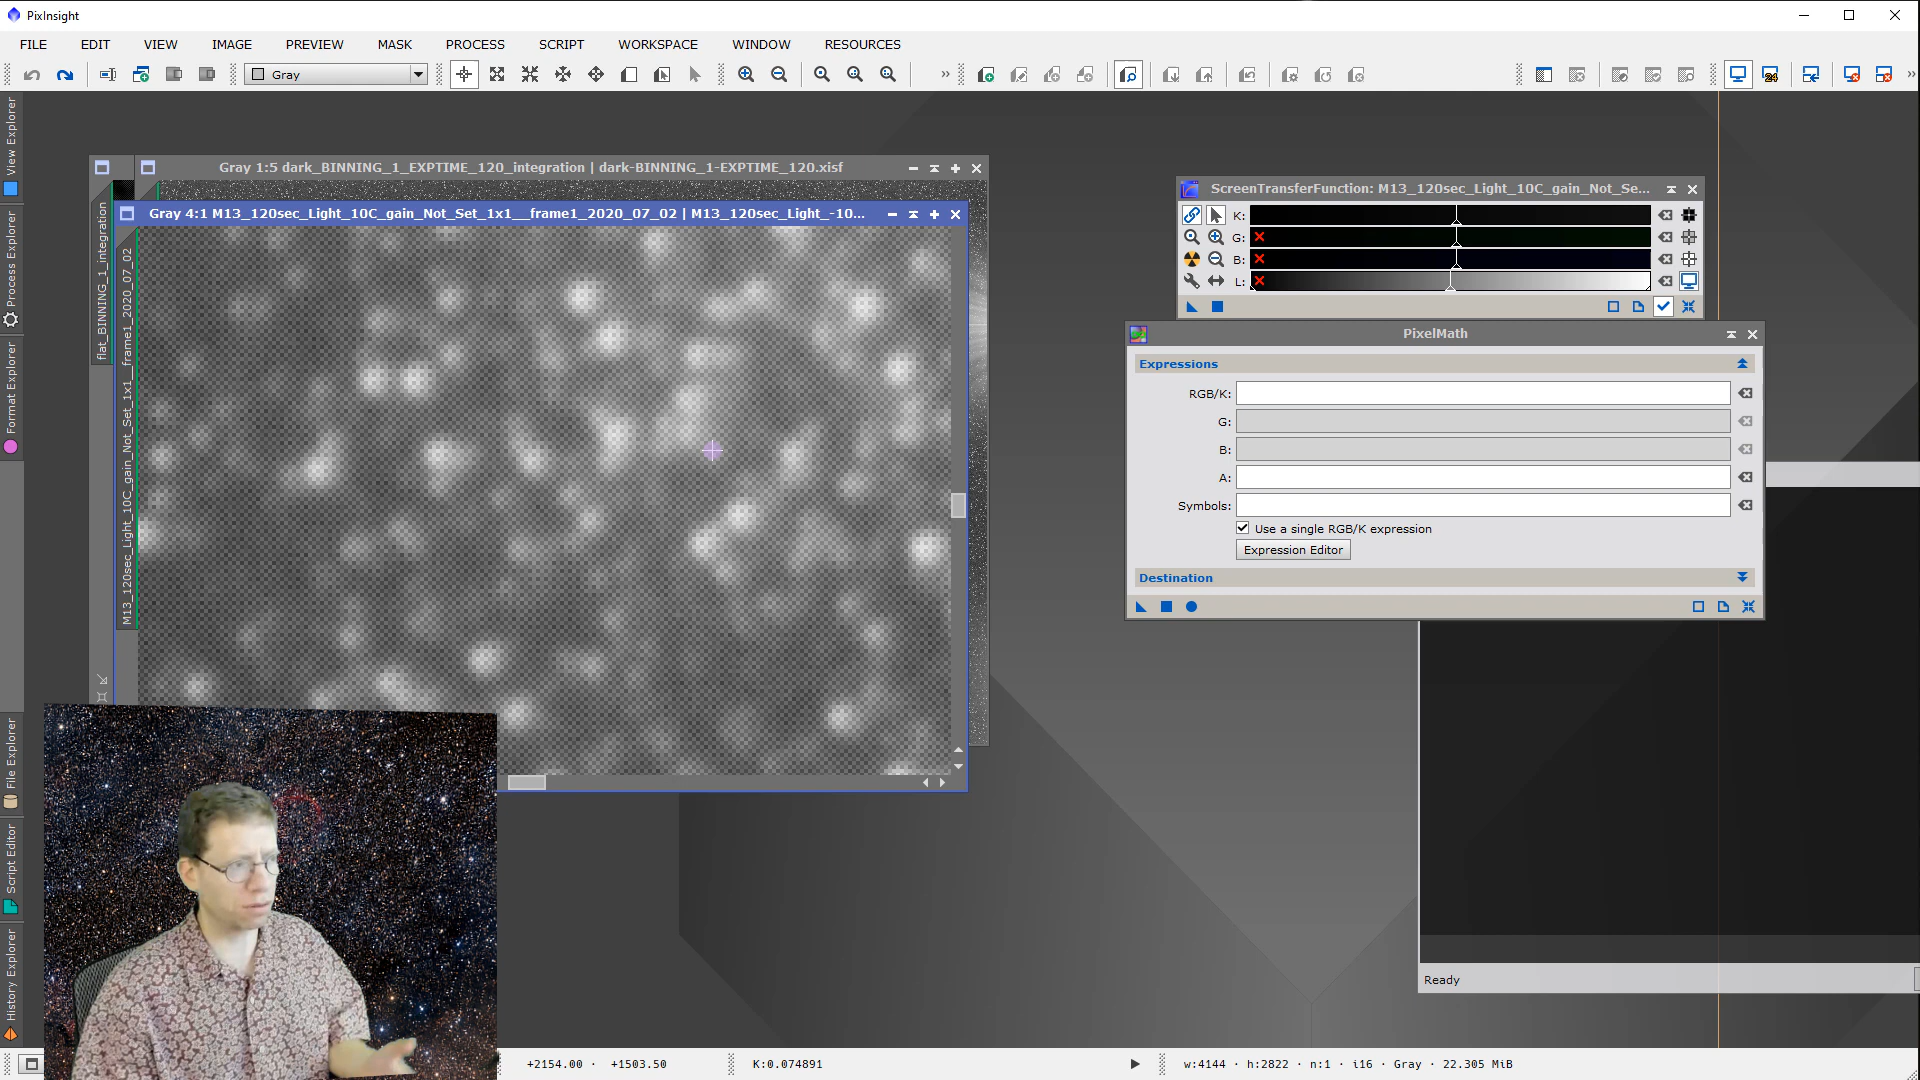 PixInsight
FILE EDIT VIEW IMAGE PREVIEW MASK PROCESS SCRIPT WORKSPACE WINDOW RESOURCES
Gray
24
View Explorer
Process Explorer
Format Explorer
File Explorer
Script Editor
History Explorer
Gray 1:5 dark_BINNING_1_EXPTIME_120_integration | dark-BINNING_1-EXPTIME_120.xisf
flat_BINNING_1_integration
Gray 4:1 M13_120sec_Light_10C_gain_Not_Set_1x1__frame1_2020_07_02 | M13_120sec_Light_-10...
M13_120sec_Light_10C_gain_Not_Set_1x1__frame1_2020_07_02
ScreenTransferFunction: M13_120sec_Light_10C_gain_Not_Se...
K:
G:
B:
L:
PixelMath
Expressions
RGB/K:
G:
B:
A:
Symbols:
Use a single RGB/K expression
Expression Editor
Destination
Ready
+2154.00 · +1503.50 K:0.074891 w:4144 · h:2822 · n:1 · i16 · Gray · 22.305 MiB